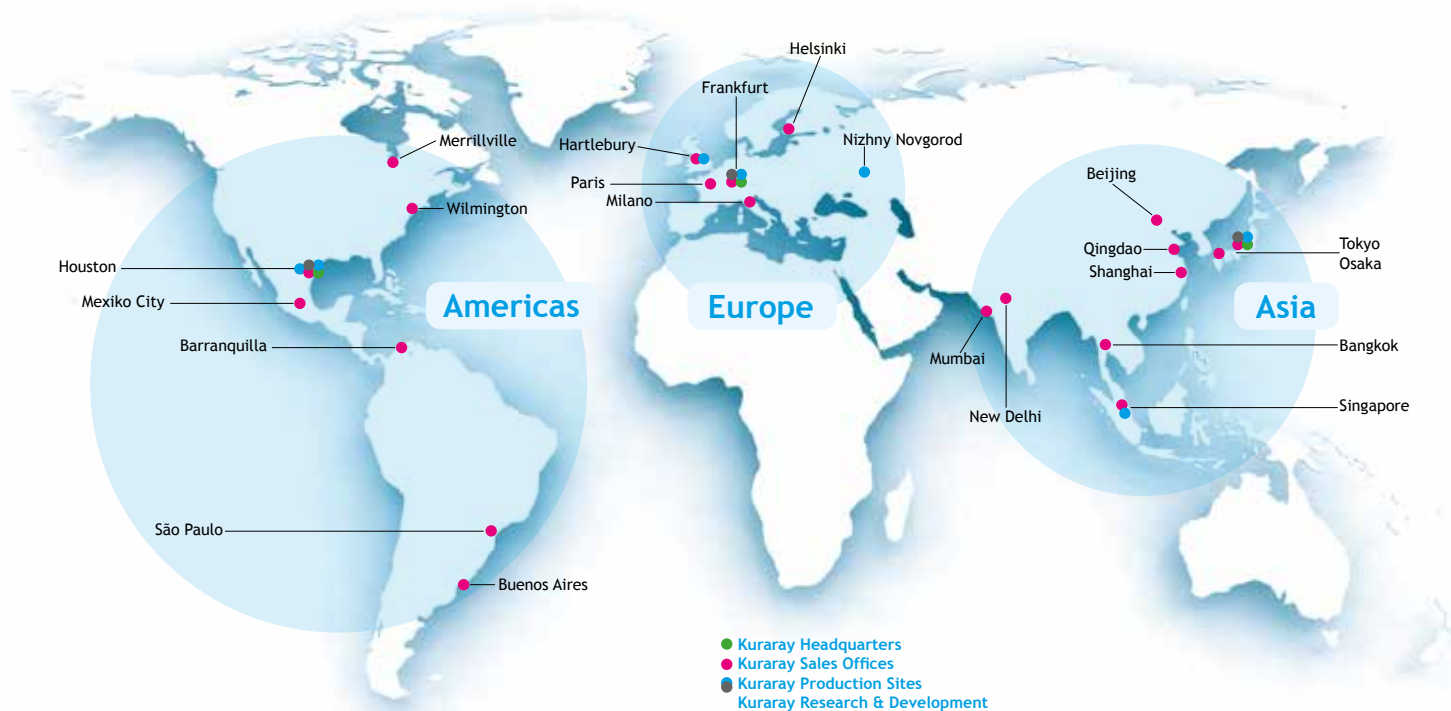 Helsinki
Frankfurt
Merrillville
Hartlebury
Nizhny Novgorod
Paris
Milano
Beijing
Wilmington
Qingdao
Tokyo
Osaka
Houston
Shanghai
Mexiko City
Americas
Europe
Asia
Barranquilla
Mumbai
Bangkok
New Delhi
Singapore
São Paulo
Buenos Aires
Kuraray Headquarters
Kuraray Sales Offices
Kuraray Production Sites
Kuraray Research & Development